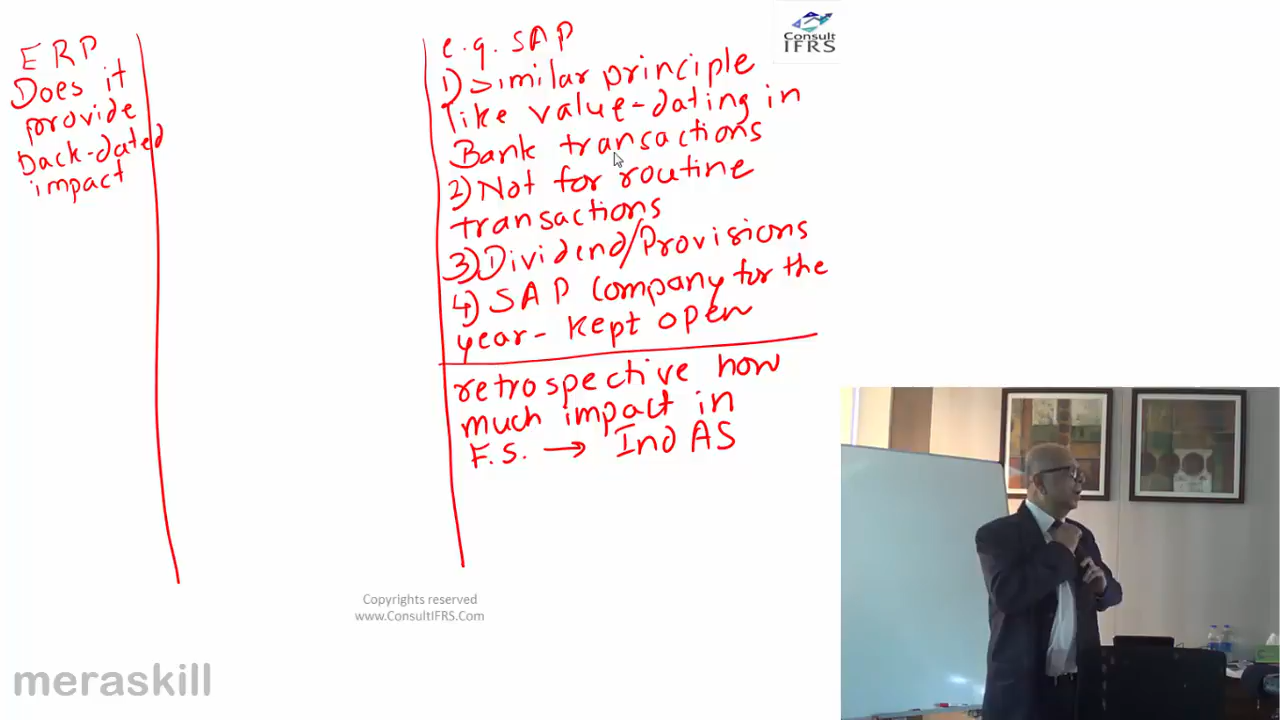 Consult
IFRS
ERP
Does it
provide
back-dated
impact
e.g. SAP
1) Similar principle
like value-dating in
Bank transactions
2) Not for routine
transactions
3) Dividend/Provisions
4) SAP Company for the
year- kept open
retrospective how
much impact in
F.S. → Ind AS
Copyrights reserved
www.ConsultIFRS.Com
meraskill